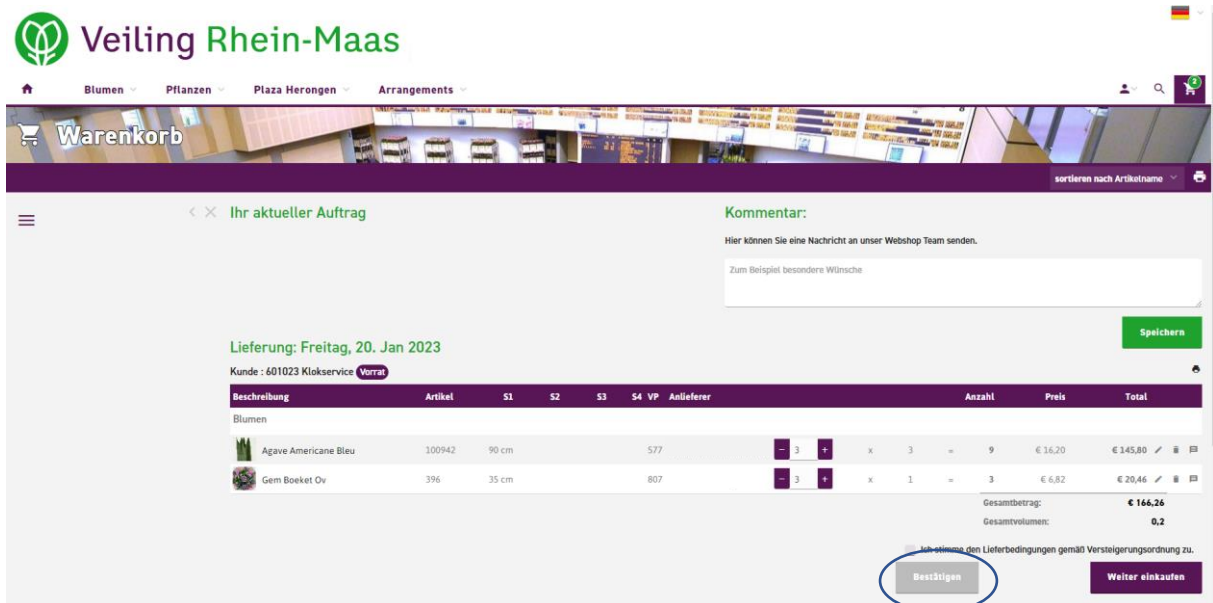 Veiling Rhein-Maas
Blumen Pflanzen Plaza Herongen Arrangements 2
Warenkorb
sortieren nach Artikelname
Ihr aktueller Auftrag
Kommentar:
Hier können Sie eine Nachricht an unser Webshop Team senden.
Zum Beispiel besondere Wünsche
Speichern
Lieferung: Freitag, 20. Jan 2023
Kunde : 601023 Klokservice Vorrat
Beschreibung Artikel S1 S2 S3 S4 VP Anlieferer Anzahl Preis Total
Blumen
Agave Americane Bleu 100942 90 cm 577 - 3 + x 3 = 9 € 16,20 € 145,80
Gem Boeket Ov 396 35 cm 807 - 3 + x 1 = 3 € 6,82 € 20,46
Gesamtbetrag: € 166,26
Gesamtvolumen: 0,2
Ich stimme den Lieferbedingungen gemäß Versteigerungsordnung zu.
Bestätigen Weiter einkaufen